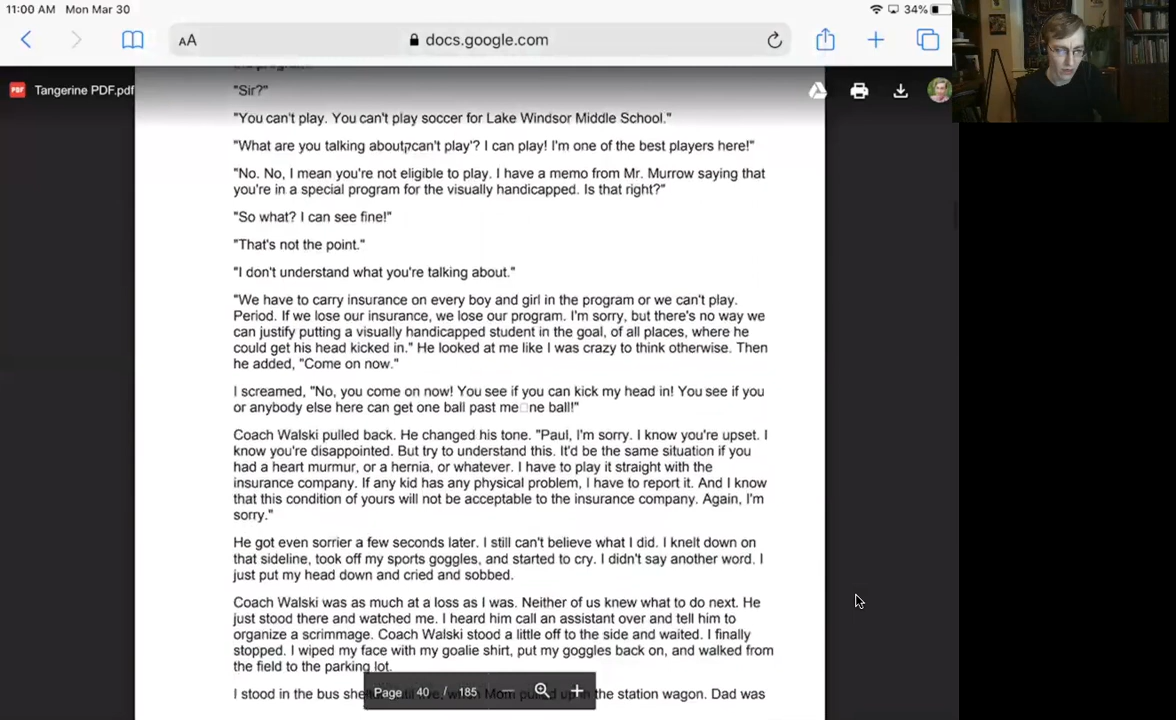 11:00 AM Mon Mar 30
34%
AA
docs.google.com
PDF
Tangerine PDF.pdf
"Sir?"
"You can't play. You can't play soccer for Lake Windsor Middle School."
"What are you talking about?can't play'? I can play! I'm one of the best players here!"
"No. No, I mean you're not eligible to play. I have a memo from Mr. Murrow saying that
you're in a special program for the visually handicapped. Is that right?"
"So what? I can see fine!"
"That's not the point."
"I don't understand what you're talking about."
"We have to carry insurance on every boy and girl in the program or we can't play.
Period. If we lose our insurance, we lose our program. I'm sorry, but there's no way we
can justify putting a visually handicapped student in the goal, of all places, where he
could get his head kicked in." He looked at me like I was crazy to think otherwise. Then
he added, "Come on now."
I screamed, "No, you come on now! You see if you can kick my head in! You see if you
or anybody else here can get one ball past me□ne ball!"
Coach Walski pulled back. He changed his tone. "Paul, I'm sorry. I know you're upset. I
know you're disappointed. But try to understand this. It'd be the same situation if you
had a heart murmur, or a hernia, or whatever. I have to play it straight with the
insurance company. If any kid has any physical problem, I have to report it. And I know
that this condition of yours will not be acceptable to the insurance company. Again, I'm
sorry."
He got even sorrier a few seconds later. I still can't believe what I did. I knelt down on
that sideline, took off my sports goggles, and started to cry. I didn't say another word. I
just put my head down and cried and sobbed.
Coach Walski was as much at a loss as I was. Neither of us knew what to do next. He
just stood there and watched me. I heard him call an assistant over and tell him to
organize a scrimmage. Coach Walski stood a little off to the side and waited. I finally
stopped. I wiped my face with my goalie shirt, put my goggles back on, and walked from
the field to the parking lot.
I stood in the bus the station wagon. Dad was
Page 40 / 185